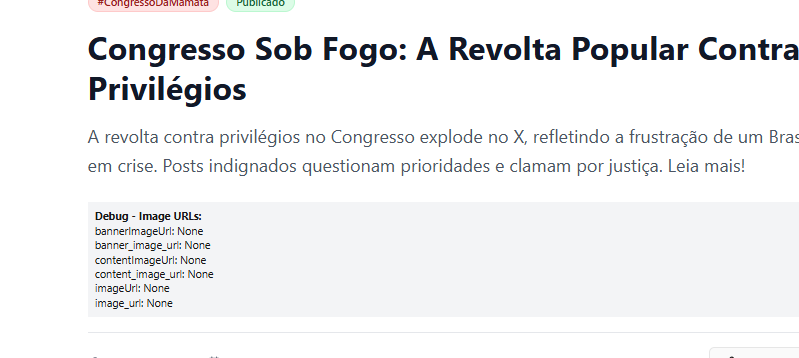 #CongressoDaMamata Publicado
Congresso Sob Fogo: A Revolta Popular Contra
Privilégios
A revolta contra privilégios no Congresso explode no X, refletindo a frustração de um Bras
em crise. Posts indignados questionam prioridades e clamam por justiça. Leia mais!
Debug - Image URLs:
bannerImageUrl: None
banner_image_url: None
contentImageUrl: None
content_image_url: None
imageUrl: None
image_url: None